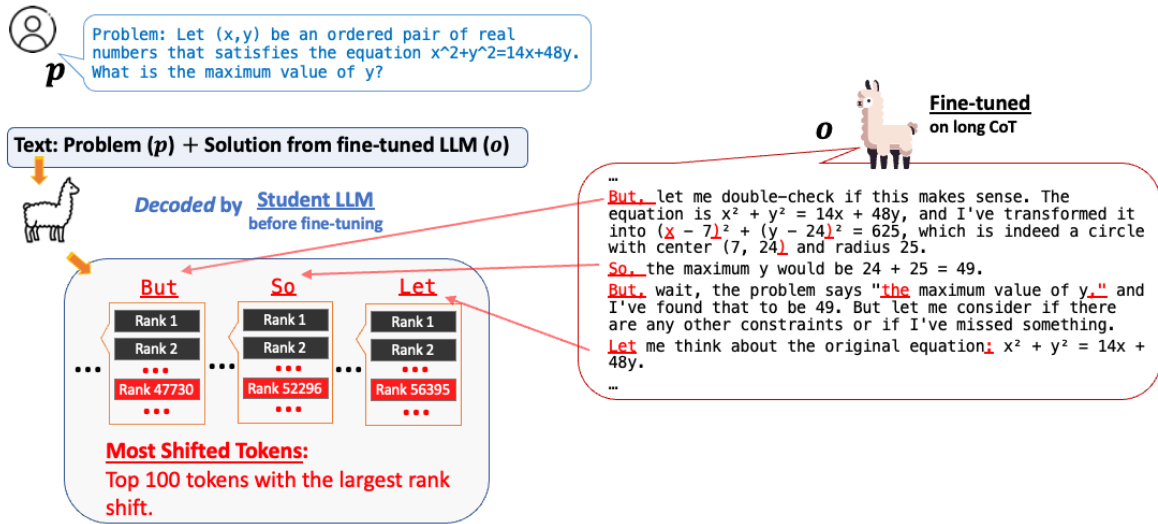 Problem: Let (x,y) be an ordered pair of real
numbers that satisfies the equation x^2+y^2=14x+48y.
What is the maximum value of y?
p
Fine-tuned
on long CoT
o
Text: Problem (p) + Solution from fine-tuned LLM (o)
Decoded by Student LLM
before fine-tuning
…
But, let me double-check if this makes sense. The
equation is x² + y² = 14x + 48y, and I've transformed it
into (x − 7)² + (y − 24)² = 625, which is indeed a circle
with center (7, 24) and radius 25.
So, the maximum y would be 24 + 25 = 49.
But, wait, the problem says "the maximum value of y," and
I've found that to be 49. But let me consider if there
are any other constraints or if I've missed something.
Let me think about the original equation: x² + y² = 14x +
48y.
…
But So Let
Rank 1 Rank 1 Rank 1
Rank 2 Rank 2 Rank 2
... ... ...
... ... ...
Rank 47730 Rank 52296 Rank 56395
... ... ...
Most Shifted Tokens:
Top 100 tokens with the largest rank
shift.